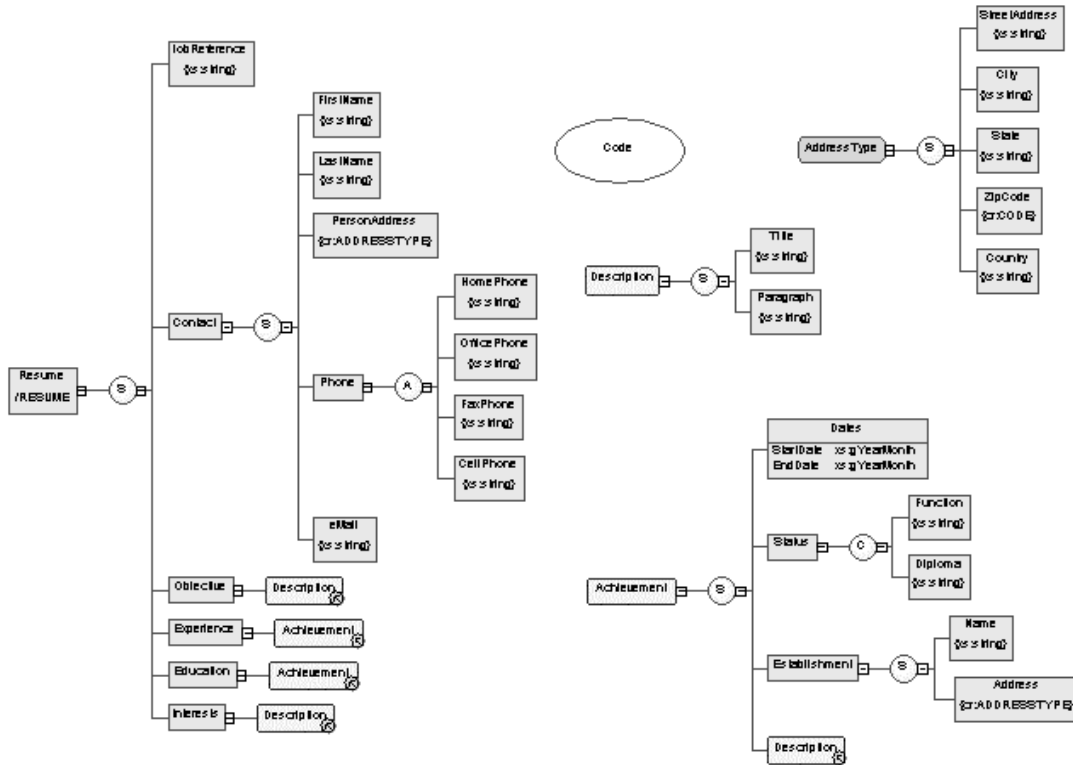 JobReference
{xs:string}
FirstName
{xs:string}
LastName
{xs:string}
PersonAddress
{cr:ADDRESSTYPE}
Contact
S
HomePhone
{xs:string}
OfficePhone
{xs:string}
Phone
A
FaxPhone
{xs:string}
CellPhone
{xs:string}
eMail
{xs:string}
Resume
/RESUME
S
Objective
Description
Experience
Achievement
Education
Achievement
Interests
Description
Code
AddressType
S
StreetAddress
{xs:string}
City
{xs:string}
State
{xs:string}
ZipCode
{cr:CODE}
Country
{xs:string}
Description
S
Title
{xs:string}
Paragraph
{xs:string}
Achievement
S
Dates
StartDate xs:gYearMonth
EndDate xs:gYearMonth
Status
C
Function
{xs:string}
Diploma
{xs:string}
Establishment
S
Name
{xs:string}
Address
{cr:ADDRESSTYPE}
Description